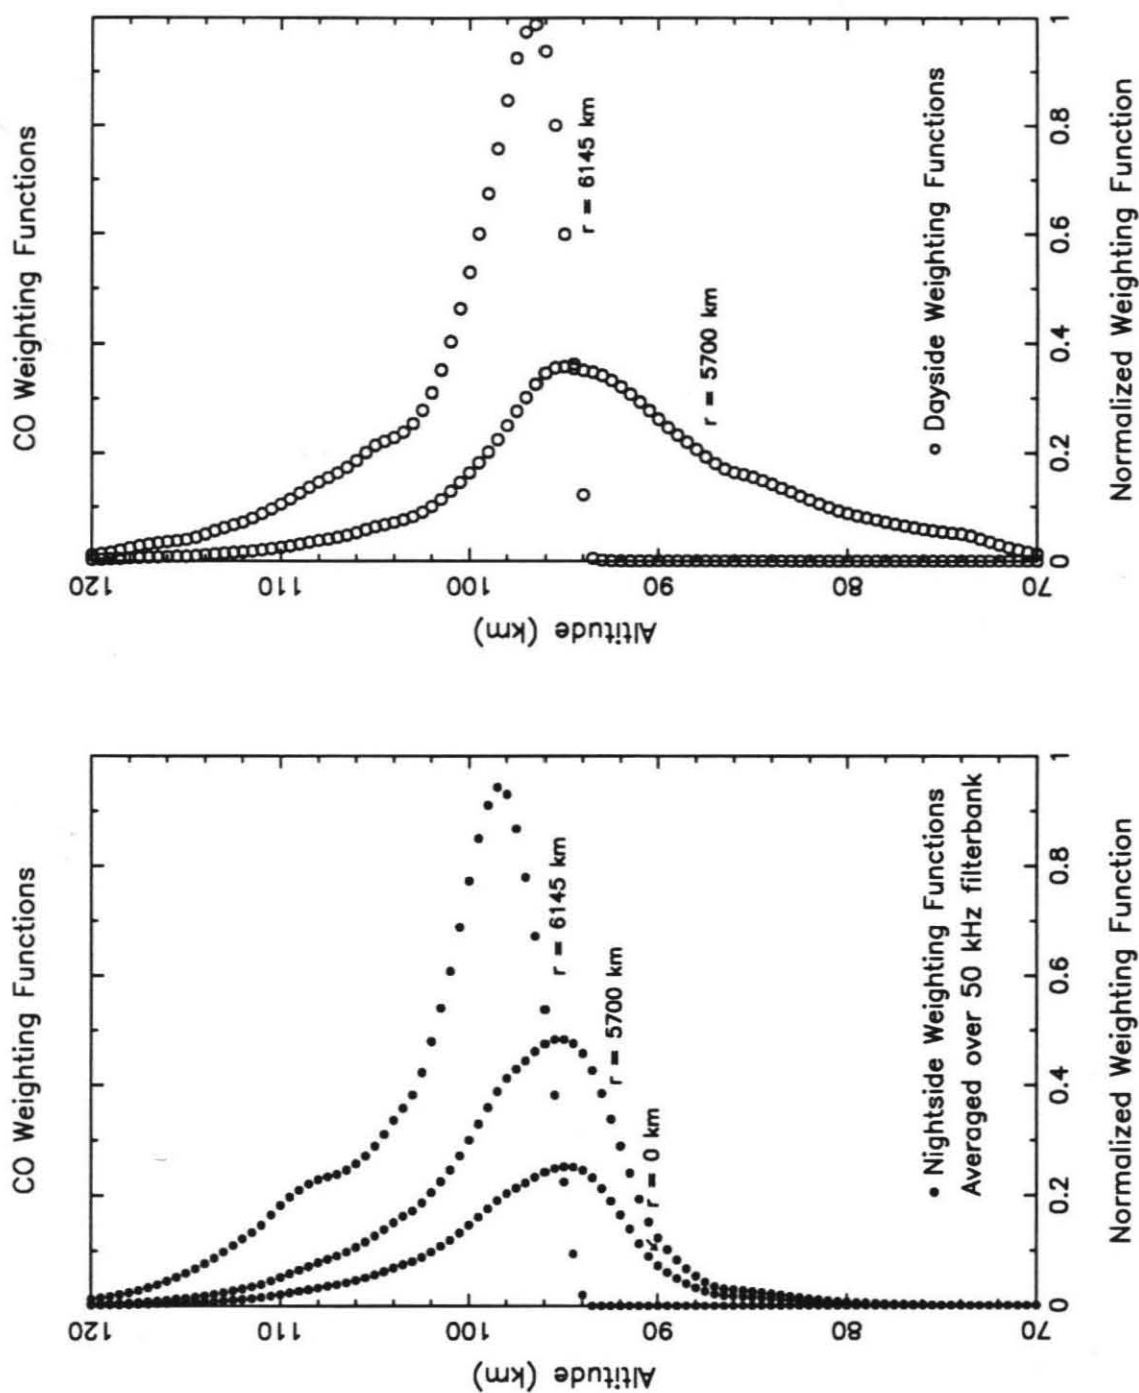 CO Weighting Functions
120
110
100
90
80
70
Altitude (km)
0
0.2
0.4
0.6
0.8
1
Normalized Weighting Function
r = 6145 km
r = 5700 km
r = 0 km
• Nightside Weighting Functions
Averaged over 50 kHz filterbank
CO Weighting Functions
120
110
100
90
80
70
Altitude (km)
0
0.2
0.4
0.6
0.8
1
Normalized Weighting Function
r = 6145 km
r = 5700 km
o Dayside Weighting Functions